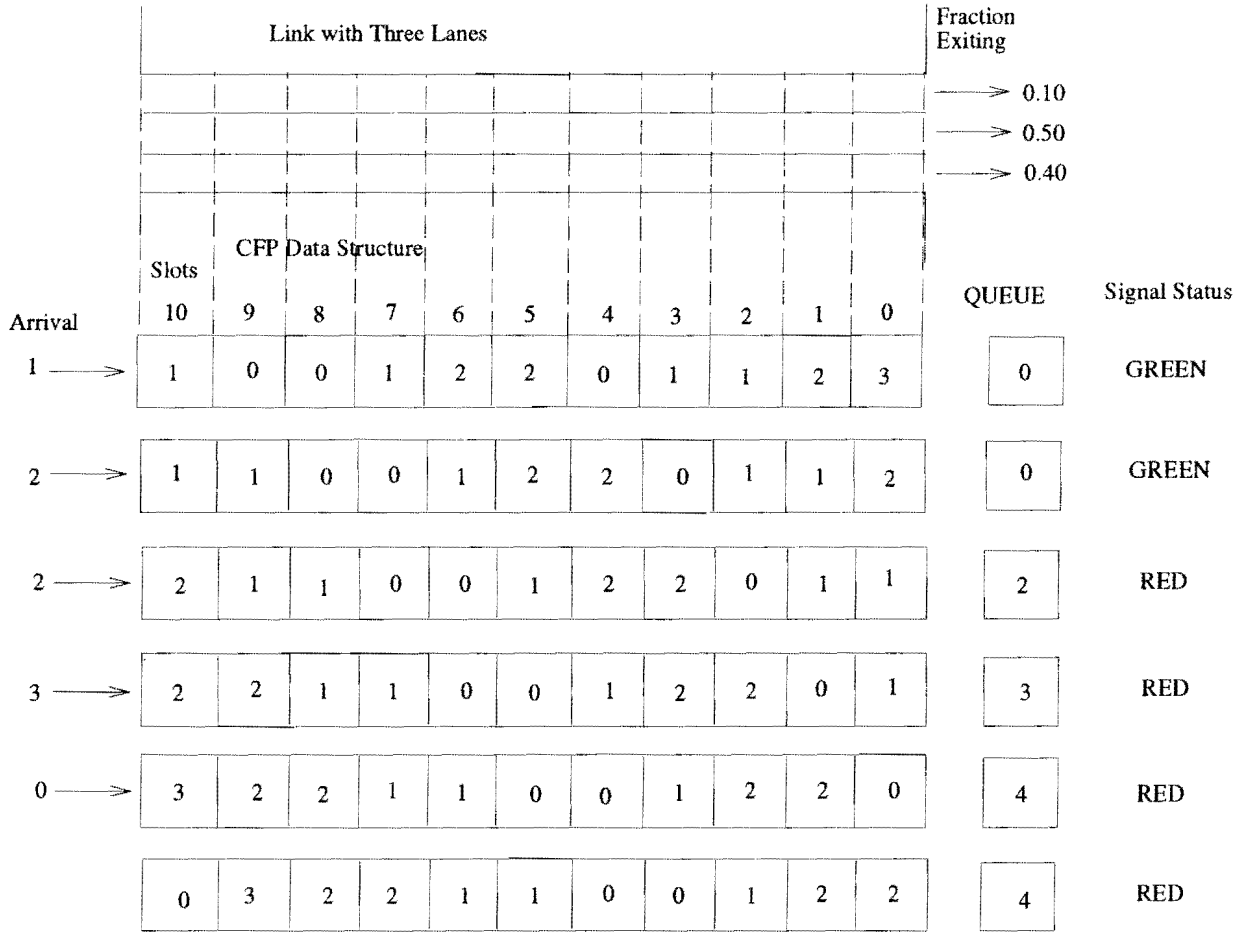 Link with Three Lanes
Fraction
Exiting
0.10
0.50
0.40
CFP Data Structure
Slots
10 9 8 7 6 5 4 3 2 1 0
QUEUE
Signal Status
Arrival
1 1 0 0 1 2 2 0 1 1 2 3 0 GREEN
2 1 1 0 0 1 2 2 0 1 1 2 0 GREEN
2 2 1 1 0 0 1 2 2 0 1 1 2 RED
3 2 2 1 1 0 0 1 2 2 0 1 3 RED
0 3 2 2 1 1 0 0 1 2 2 0 4 RED
0 3 2 2 1 1 0 0 1 2 2 4 RED